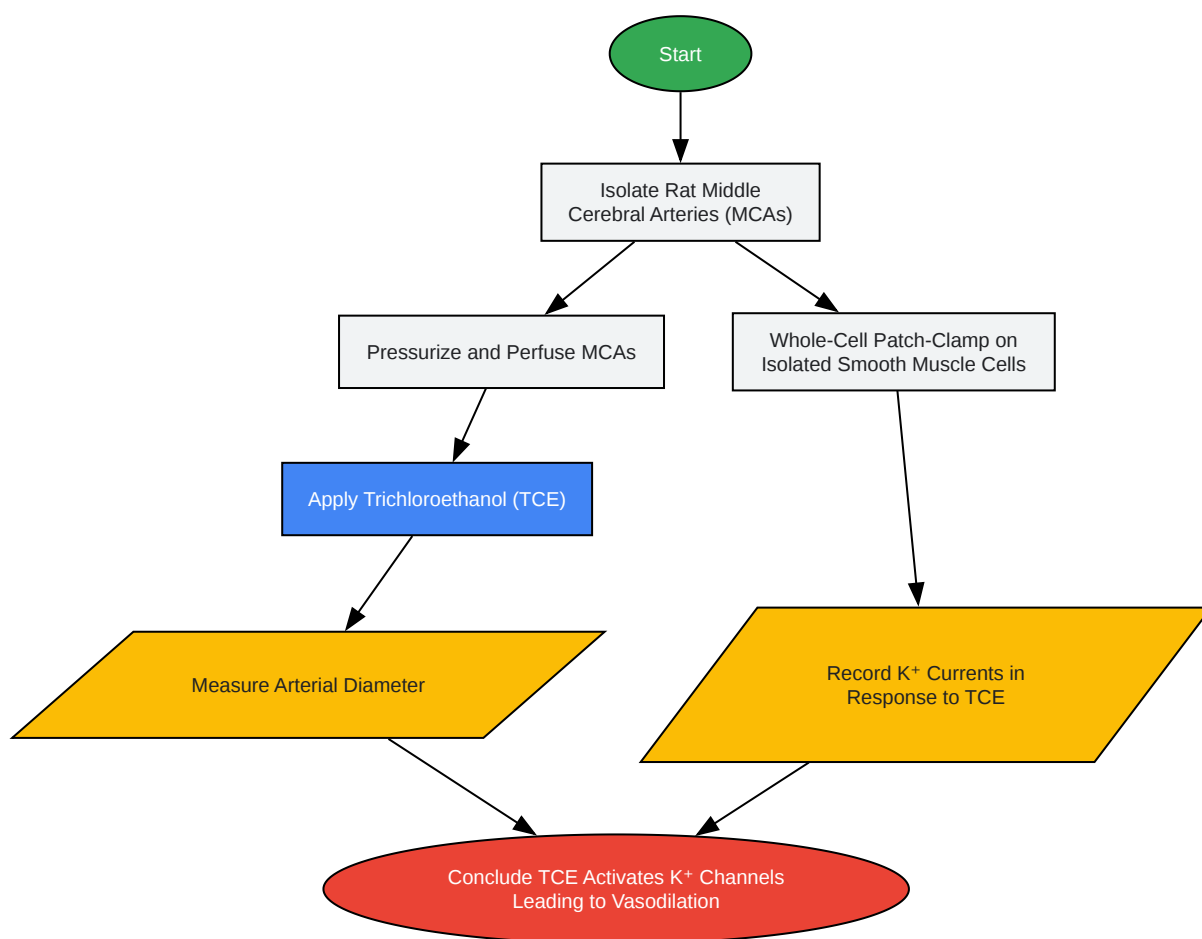 Start
Isolate Rat Middle
Cerebral Arteries (MCAs)
Pressurize and Perfuse MCAs
Whole-Cell Patch-Clamp on
Isolated Smooth Muscle Cells
Apply Trichloroethanol (TCE)
Measure Arterial Diameter
Record K⁺ Currents in
Response to TCE
Conclude TCE Activates K⁺ Channels
Leading to Vasodilation